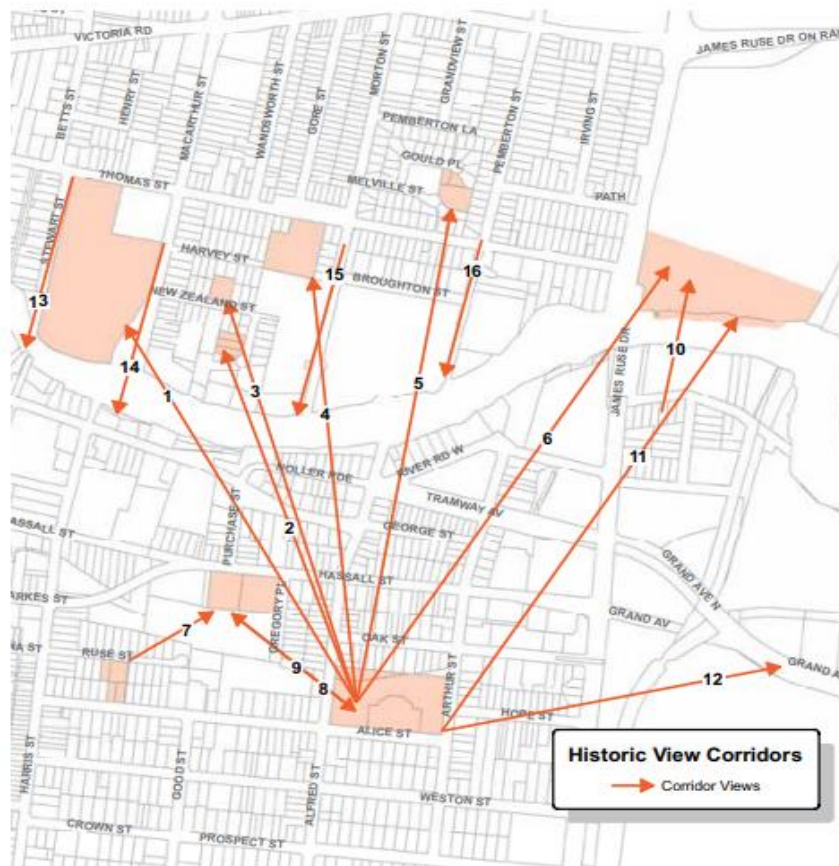 VICTORIA RD
JAMES RUSE DR ON RA
BETTS ST
HENRY ST
MACARTHUR ST
WANDSWORTH ST
GORE ST
MORTON ST
GRANDVIEW ST
PEMBERTON ST
IRVING ST
PEMBERTON LA
GOULD PL
THOMAS ST
MELVILLE ST
PATH
STEWART ST
HARVEY ST
BROUGHTON ST
15
16
13
NEW ZEALAND ST
10
JAMES RUSE DR
14
1
3
4
5
6
11
HOLLER PDE
RIVER RD W
2
TRAMWAY AV
PURCHASE ST
GEORGE ST
ASSALL ST
HASSALL ST
GRAND AVE N
ARKES ST
GREGORY PL
GRAND AV
7
OAK ST
RUSE ST
9
8
ARTHUR ST
12
GRAND A
HOPE ST
ALICE ST
HARRIS ST
GOOD ST
ALFRED ST
WESTON ST
CROWN ST
PROSPECT ST
Historic View Corridors
Corridor Views